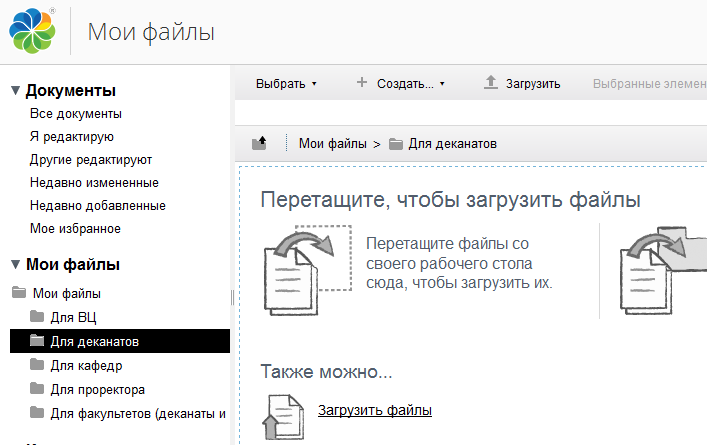 Мои файлы
Документы
Все документы
Я редактирую
Другие редактируют
Недавно измененные
Недавно добавленные
Мое избранное
Мои файлы
Мои файлы
Для ВЦ
Для деканатов
Для кафедр
Для проректора
Для факультетов (деканаты и
Выбрать
Создать...
Загрузить
Выбранные элемен
Мои файлы > Для деканатов
Перетащите, чтобы загрузить файлы
Перетащите файлы со
своего рабочего стола
сюда, чтобы загрузить их.
Также можно...
Загрузить файлы